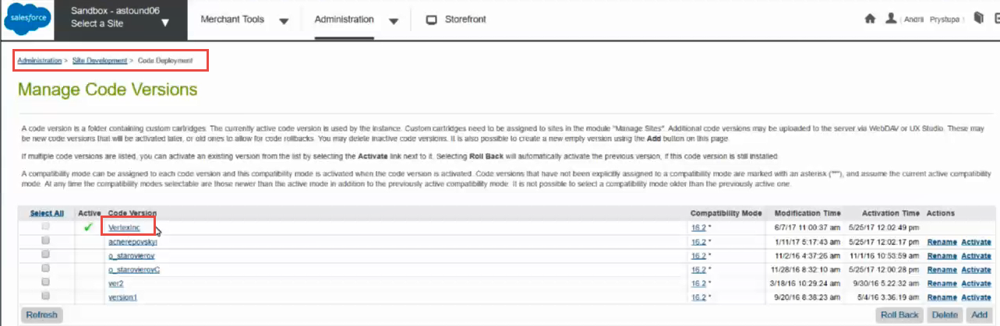 salesforce
Sandbox - astound06
Select a Site
Merchant Tools
Administration
Storefront
( Andrii Prystupa )
Administration > Site Development > Code Deployment
Manage Code Versions
A code version is a folder containing custom cartridges. The currently active code version is used by the instance. Custom cartridges need to be assigned to sites in the module "Manage Sites". Additional code versions may be uploaded to the server via WebDAV or UX Studio. These may
be new code versions that will be activated later, or old ones to allow for code rollbacks. You may delete inactive code versions. It is also possible to create a new empty version using the Add button on this page.
If multiple code versions are listed, you can activate an existing version from the list by selecting the Activate link next to it. Selecting Roll Back will automatically activate the previous version, if this code version is still installed.
A compatibility mode can be assigned to each code version and this compatibility mode is activated when the code version is activated. Code versions that have not been explicitly assigned to a compatibility mode are marked with an asterisk ("*"), and assume the current active compatibility
mode. At any time the compatibility modes selectable are those newer than the active mode in addition to the previously active compatibility mode. It is not possible to select a compatibility mode older than the previously active one.
Select All Active Code Version Compatibility Mode Modification Time Activation Time Actions
VertexInc 16.2 * 6/7/17 11:00:37 am 5/25/17 12:02:49 pm
acherepovskyi 16.2 * 1/11/17 5:17:43 am 5/25/17 12:02:17 pm Rename Activate
o_starovierov 16.2 * 11/2/16 4:37:26 am 11/1/16 10:53:59 am Rename Activate
o_starovierovC 16.2 * 11/28/16 8:32:10 am 5/25/17 12:00:28 pm Rename Activate
ver2 16.2 * 3/18/16 10:29:24 am 9/30/16 5:22:32 am Rename Activate
version1 16.2 * 9/20/16 8:38:23 am 5/4/16 3:36:19 am Rename Activate
Refresh Roll Back Delete Add